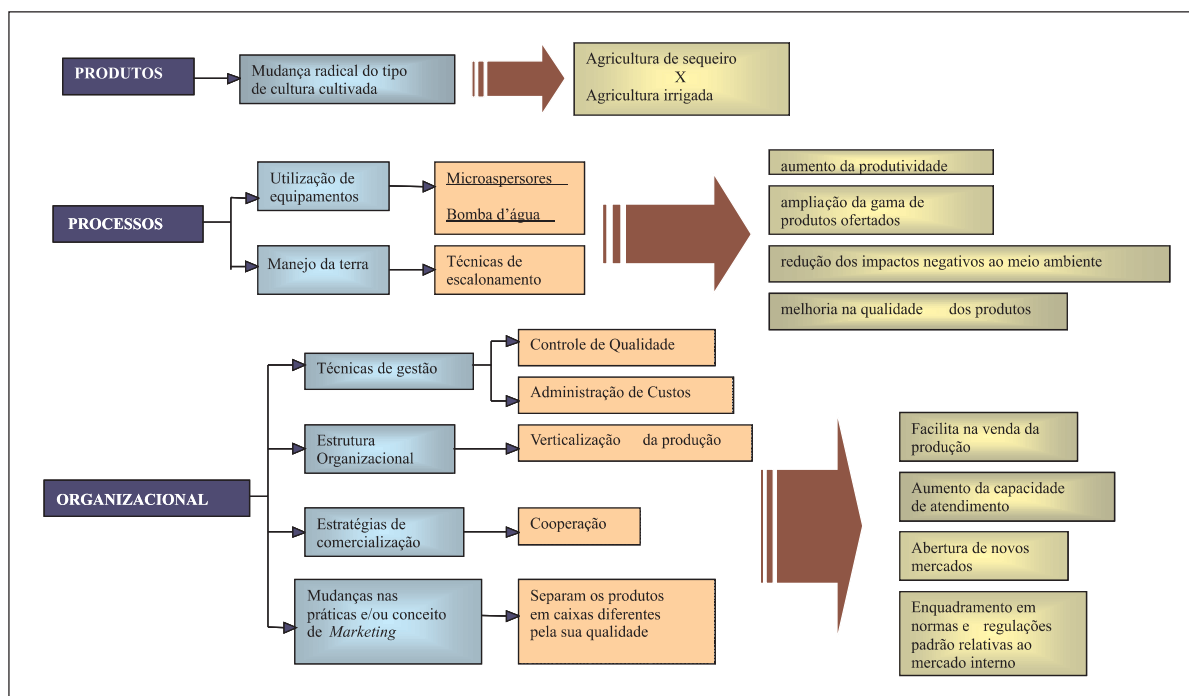 PRODUTOS
Mudança radical do tipo
de cultura cultivada
Agricultura de sequeiro
X
Agricultura irrigada
PROCESSOS
Utilização de
equipamentos
Microaspersores
Bomba d’água
Manejo da terra
Técnicas de
escalonamento
aumento da produtividade
ampliação da gama de
produtos ofertados
redução dos impactos negativos ao meio ambiente
melhoria na qualidade dos produtos
ORGANIZACIONAL
Técnicas de gestão
Controle de Qualidade
Administração de Custos
Estrutura
Organizacional
Verticalização da produção
Estratégias de
comercialização
Cooperação
Mudanças nas
práticas e/ou conceito
de Marketing
Separam os produtos
em caixas diferentes
pela sua qualidade
Facilita na venda da
produção
Aumento da capacidade
de atendimento
Abertura de novos
mercados
Enquadramento em
normas e regulações
padrão relativas ao
mercado interno